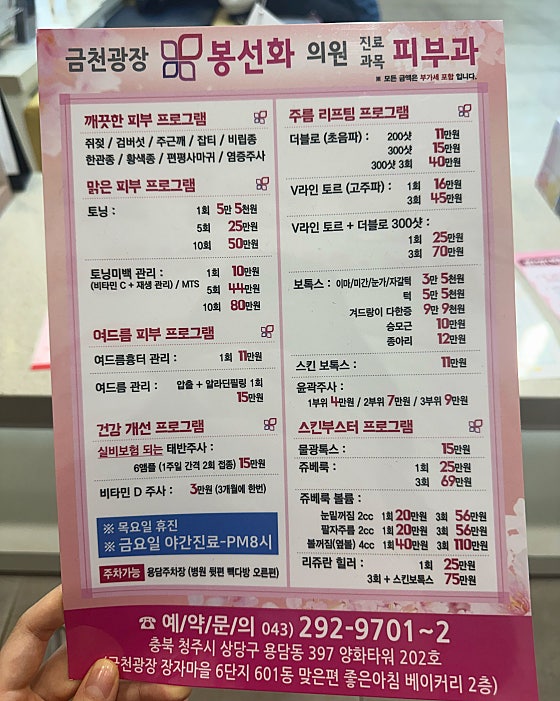 금천광장 봉선화 의원 진료과목 피부과
※ 모든 금액은 부가세 포함 입니다.
깨끗한 피부 프로그램
쥐젖 / 검버섯 / 주근깨 / 잡티 / 비립종
한관종 / 황색종 / 편평사마귀 / 염증주사
맑은 피부 프로그램
토닝 : 1회 5만 5천원
5회 25만원
10회 50만원
토닝미백 관리 : 1회 10만원
(비타민 C + 재생 관리) / MTS 5회 44만원
10회 80만원
여드름 피부 프로그램
여드름흉터 관리 : 1회 11만원
여드름 관리 : 압출 + 알라딘필링 1회
15만원
건강 개선 프로그램
실비보험 되는 태반주사 :
6앰플 (1주일 간격 2회 접종) 15만원
비타민 D 주사 : 3만원 (3개월에 한번)
※ 목요일 휴진
※ 금요일 야간진료-PM8시
주차가능 용담주차장 (병원 뒷편 빽다방 오른편)
주름 리프팅 프로그램
더블로 (초음파) : 200샷 11만원
300샷 15만원
300샷 3회 40만원
V라인 토르 (고주파) : 1회 16만원
3회 45만원
V라인 토르 + 더블로 300샷 :
1회 25만원
3회 70만원
보톡스 : 이마/미간/눈가/자갈턱 3만 5천원
턱 5만 5천원
겨드랑이 다한증 9만 9천원
승모근 10만원
종아리 12만원
스킨 보톡스 : 11만원
윤곽주사 :
1부위 4만원 / 2부위 7만원 / 3부위 9만원
스킨부스터 프로그램
물광톡스 : 15만원
쥬베룩 : 1회 25만원
3회 69만원
쥬베룩 볼륨 :
눈밑꺼짐 2cc 1회 20만원 3회 56만원
팔자주름 2cc 1회 20만원 3회 56만원
볼꺼짐(옆볼) 4cc 1회 40만원 3회 110만원
리쥬란 힐러 : 1회 25만원
3회 + 스킨보톡스 75만원
☎ 예/약/문/의 043) 292-9701~2
충북 청주시 상당구 용담동 397 양화타워 202호
(금천광장 장자마을 6단지 601동 맞은편 좋은아침 베이커리 2층)